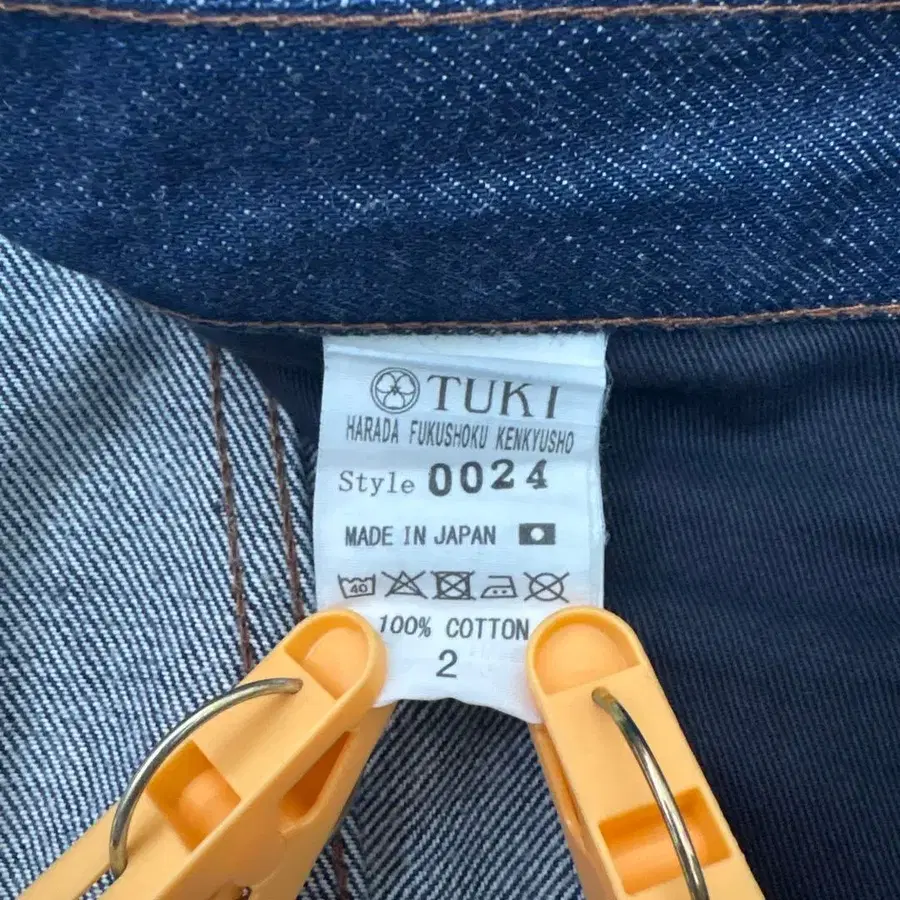 TUKI
HARADA FUKUSHOKU KENKYUSHO
Style 0024
MADE IN JAPAN
40
100% COTTON
2